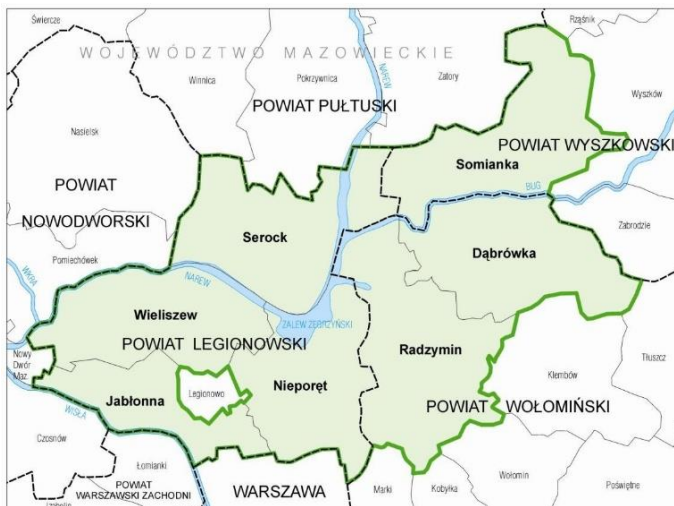 Świercze
Rząśnik
WOJEWÓDZTWO MAZOWIECKIE
Winnica
Pokrzywnica
NAREW
Zatory
Wyszków
POWIAT PUŁTUSKI
Nasielsk
POWIAT WYSZKOWSKI
Somianka
POWIAT
NOWODWORSKI
BUG
Zabrodzie
Serock
Dąbrówka
Pomiechówek
WKRA
NAREW
Wieliszew
ZALEW ZEGRZYŃSKI
POWIAT LEGIONOWSKI
Radzymin
Nowy
Dwór
Maz.
Tłuszcz
Klembów
Legionowo
Nieporęt
Jabłonna
WISŁA
POWIAT WOŁOMIŃSKI
Czosnów
Łomianki
POWIAT
WARSZAWSKI ZACHODNI
WARSZAWA
Marki
Kobyłka
Wołomin
Poświętne
Izabelin